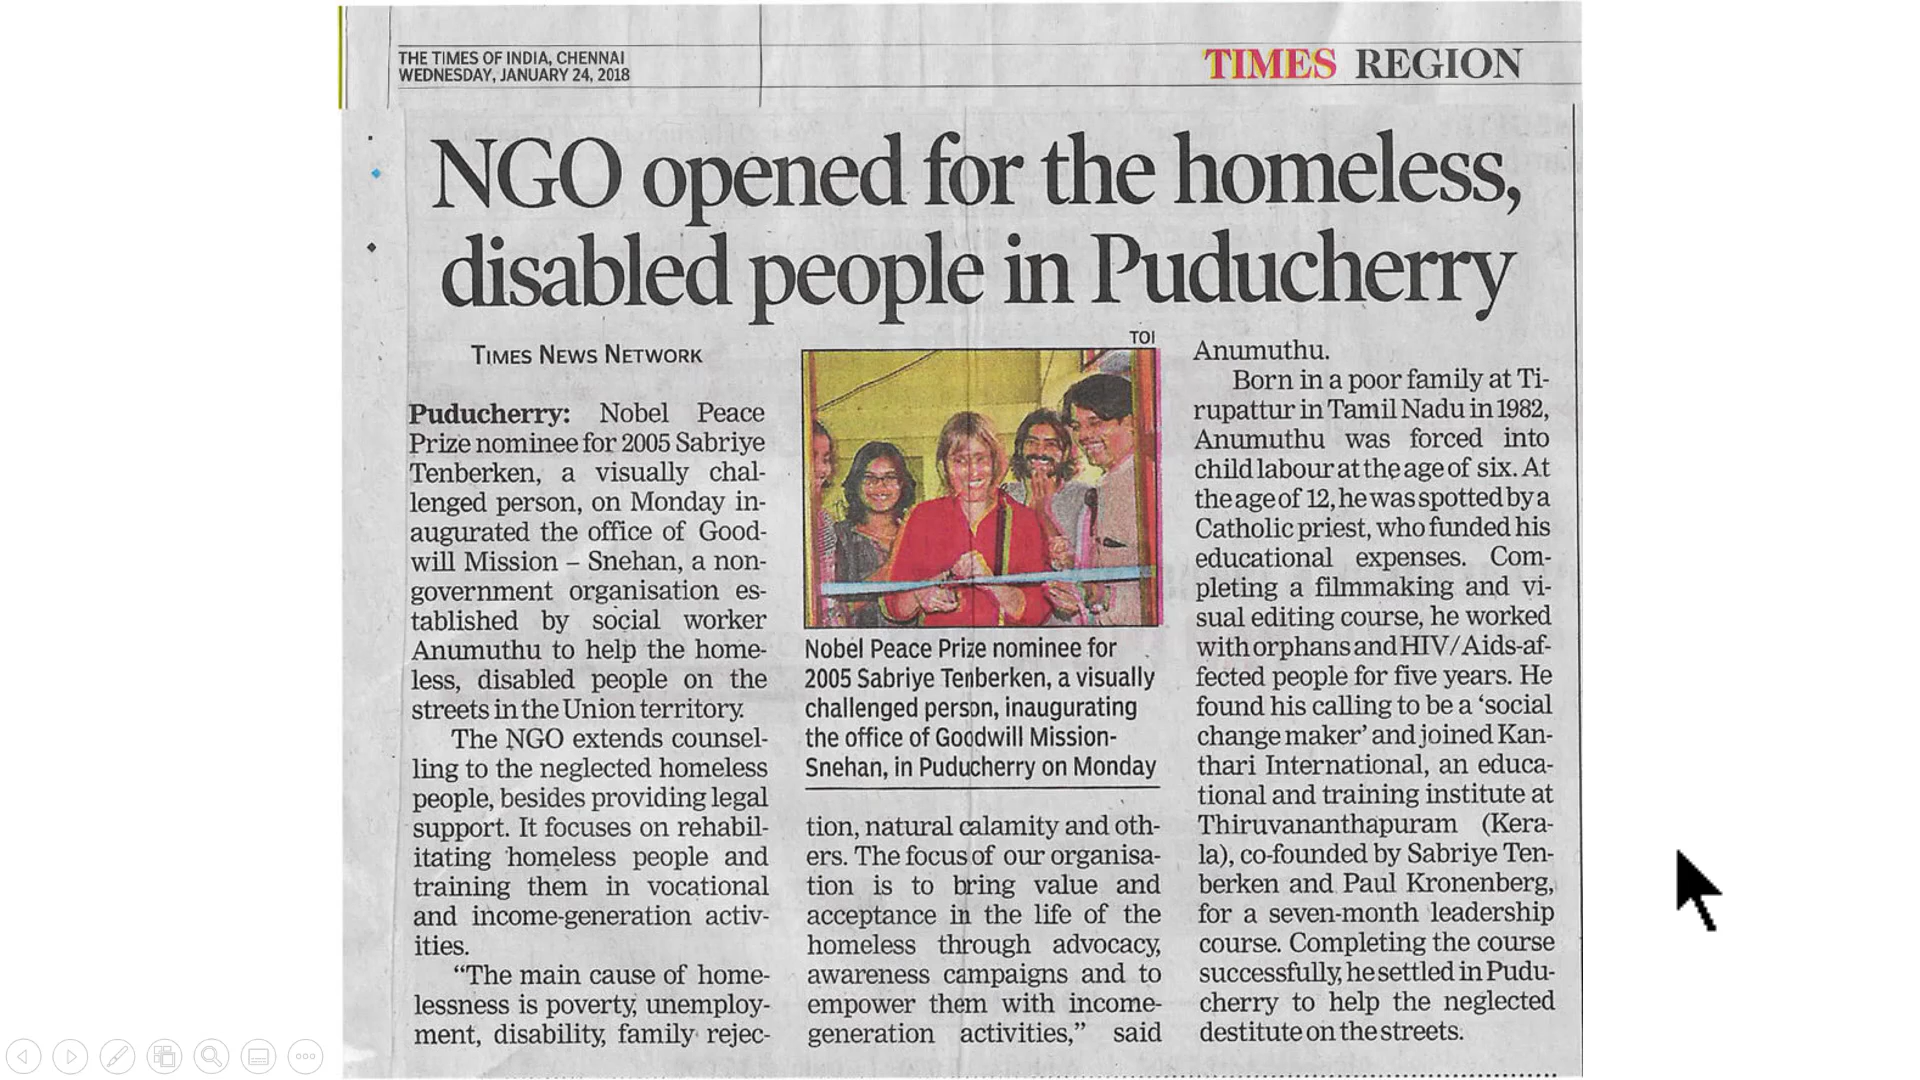 THE TIMES OF INDIA, CHENNAI
WEDNESDAY, JANUARY 24, 2018
TIMES REGION
NGO opened for the homeless,
disabled people in Puducherry
TIMES NEWS NETWORK
Puducherry: Nobel Peace
Prize nominee for 2005 Sabriye
Tenberken, a visually chal-
lenged person, on Monday in-
augurated the office of Good-
will Mission – Snehan, a non-
government organisation es-
tablished by social worker
Anumuthu to help the home-
less, disabled people on the
streets in the Union territory.
The NGO extends counsel-
ling to the neglected homeless
people, besides providing legal
support. It focuses on rehabil-
itating homeless people and
training them in vocational
and income-generation activ-
ities.
“The main cause of home-
lessness is poverty, unemploy-
ment, disability, family rejec-
TOI
Nobel Peace Prize nominee for
2005 Sabriye Tenberken, a visually
challenged person, inaugurating
the office of Goodwill Mission-
Snehan, in Puducherry on Monday
tion, natural calamity and oth-
ers. The focus of our organisa-
tion is to bring value and
acceptance in the life of the
homeless through advocacy,
awareness campaigns and to
empower them with income-
generation activities,” said
Anumuthu.
Born in a poor family at Ti-
rupattur in Tamil Nadu in 1982,
Anumuthu was forced into
child labour at the age of six. At
the age of 12, he was spotted by a
Catholic priest, who funded his
educational expenses. Com-
pleting a filmmaking and vi-
sual editing course, he worked
with orphans and HIV/Aids-af-
fected people for five years. He
found his calling to be a ‘social
change maker’ and joined Kan-
thari International, an educa-
tional and training institute at
Thiruvananthapuram (Kera-
la), co-founded by Sabriye Ten-
berken and Paul Kronenberg,
for a seven-month leadership
course. Completing the course
successfully, he settled in Pudu-
cherry to help the neglected
destitute on the streets.